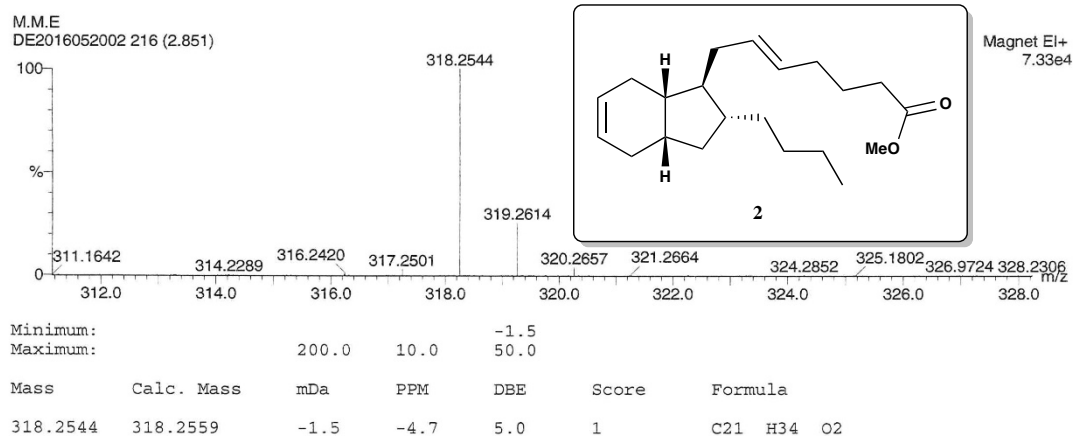 M.M.E
DE2016052002 216 (2.851)
Magnet EI+
7.33e4
100
%
0
318.2544
319.2614
311.1642
314.2289
316.2420
317.2501
320.2657
321.2664
324.2852
325.1802
326.9724
328.2306
m/z
312.0 314.0 316.0 318.0 320.0 322.0 324.0 326.0 328.0
H
H
O
MeO
2
Minimum: -1.5
Maximum: 200.0 10.0 50.0
Mass Calc. Mass mDa PPM DBE Score Formula
318.2544 318.2559 -1.5 -4.7 5.0 1 C21 H34 O2